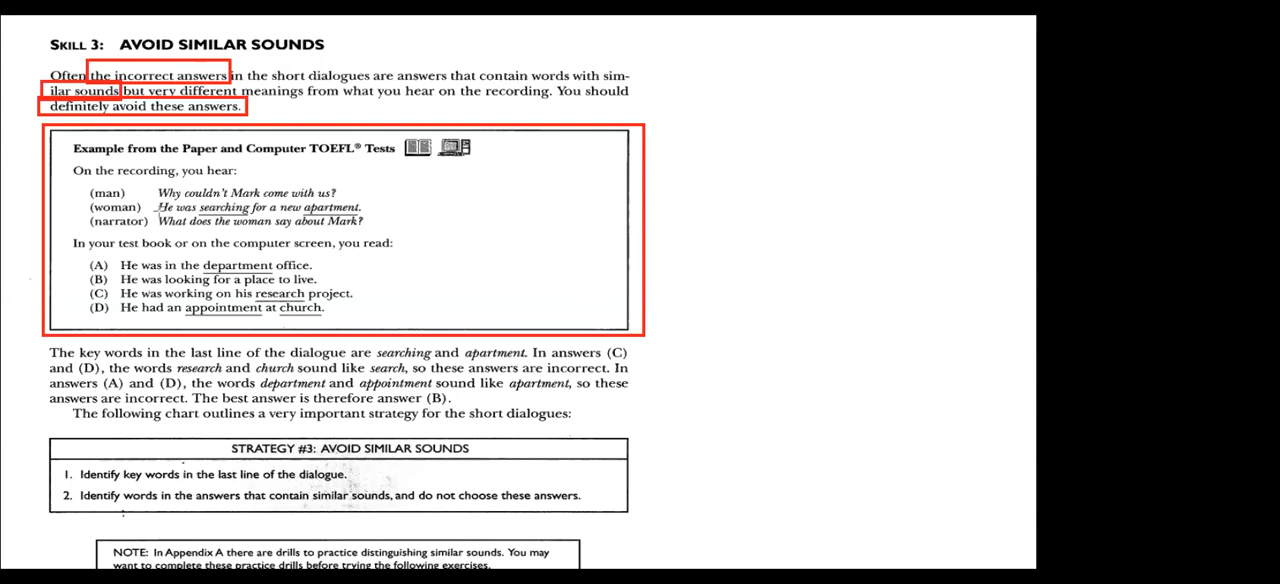 SKILL 3: AVOID SIMILAR SOUNDS
Often the incorrect answers in the short dialogues are answers that contain words with sim-
ilar sounds but very different meanings from what you hear on the recording. You should
definitely avoid these answers.
Example from the Paper and Computer TOEFL® Tests
On the recording, you hear:
(man) Why couldn't Mark come with us?
(woman) He was searching for a new apartment.
(narrator) What does the woman say about Mark?
In your test book or on the computer screen, you read:
(A) He was in the department office.
(B) He was looking for a place to live.
(C) He was working on his research project.
(D) He had an appointment at church.
The key words in the last line of the dialogue are searching and apartment. In answers (C)
and (D), the words research and church sound like search, so these answers are incorrect. In
answers (A) and (D), the words department and appointment sound like apartment, so these
answers are incorrect. The best answer is therefore answer (B).
The following chart outlines a very important strategy for the short dialogues:
STRATEGY #3: AVOID SIMILAR SOUNDS
1. Identify key words in the last line of the dialogue.
2. Identify words in the answers that contain similar sounds, and do not choose these answers.
NOTE: In Appendix A there are drills to practice distinguishing similar sounds. You may
want to complete these practice drills before trying the following exercises.